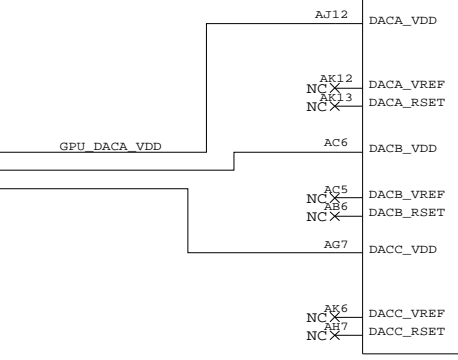 AJ12 DACA_VDD
AK12 DACA_VREF
NC
AK13 DACA_RSET
NC
GPU_DACA_VDD
AC6 DACB_VDD
AC5 DACB_VREF
NC
AB6 DACB_RSET
NC
AG7 DACC_VDD
AK6 DACC_VREF
NC
AH7 DACC_RSET
NC